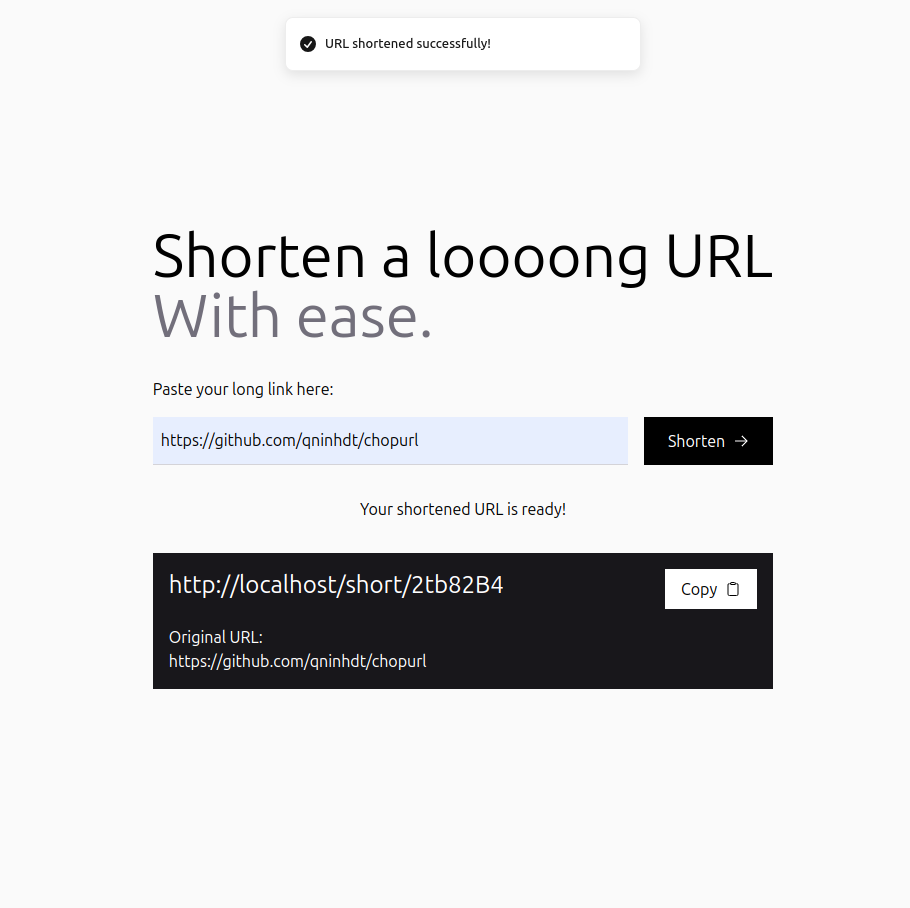 URL shortened successfully!
Shorten a loooong URL
With ease.
Paste your long link here:
https://github.com/qninhdt/chopurl
Shorten →
Your shortened URL is ready!
http://localhost/short/2tb82B4
Copy
Original URL:
https://github.com/qninhdt/chopurl